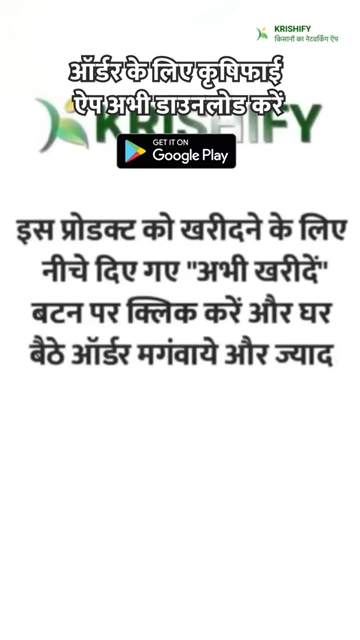 KRISHIFY
किसानों का नेटवर्किंग ऐप
ऑर्डर के लिए कृषिफाई
ऐप अभी डाउनलोड करें
KRISHIFY
GET IT ON
Google Play
इस प्रोडक्ट को खरीदने के लिए
नीचे दिए गए "अभी खरीदें"
बटन पर क्लिक करें और घर
बैठे ऑर्डर मगंवाये और ज्याद